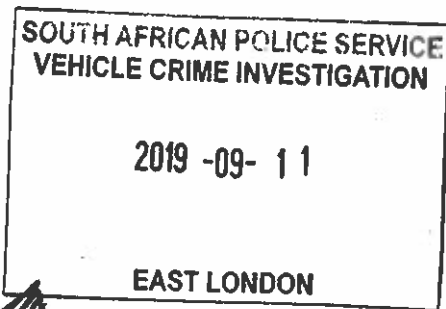 SOUTH AFRICAN POLICE SERVICE
VEHICLE CRIME INVESTIGATION
2019 -09- 11
EAST LONDON